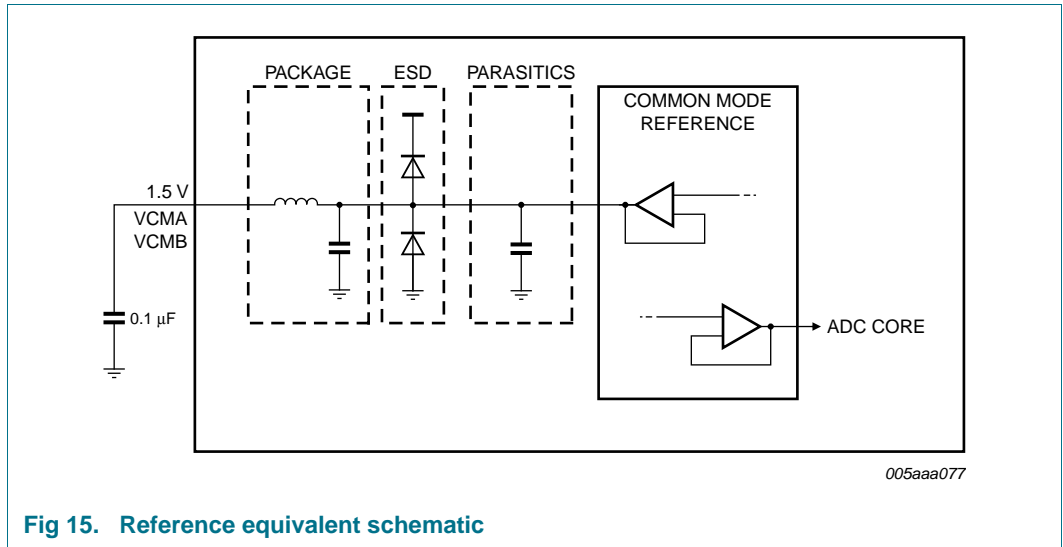 PACKAGE
ESD
PARASITICS
COMMON MODE
REFERENCE
1.5 V
VCMA
VCMB
0.1 μF
ADC CORE
005aaa077
Fig 15. Reference equivalent schematic